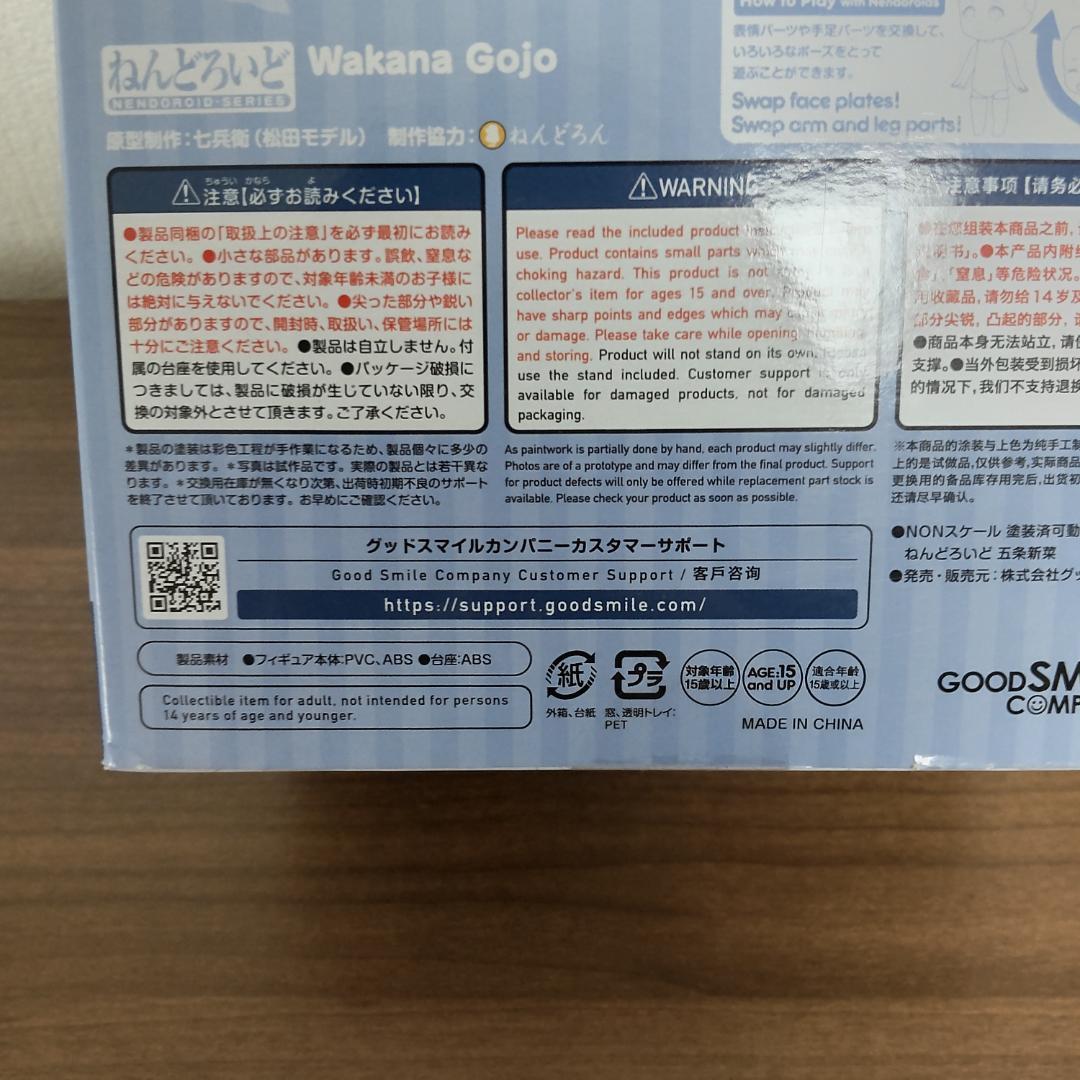 How to Play with Nendoroids
表情パーツや手足パーツを交換して、
いろいろなポーズをとって
遊ぶことができます。
Swap face plates!
Swap arm and leg parts!
ねんどろいど
NENDOROID-SERIES
Wakana Gojo
原型制作:七兵衛(松田モデル) 制作協力: ねんどろん
ちゅうい かなら よ
注意【必ずお読みください】
●製品同梱の「取扱上の注意」を必ず最初にお読み
ください。●小さな部品があります。誤飲、窒息な
どの危険がありますので、対象年齢未満のお子様に
は絶対に与えないでください。●尖った部分や鋭い
部分がありますので、開封時、取扱い、保管場所には
十分にご注意ください。●製品は自立しません。付
属の台座を使用してください。●パッケージ破損に
つきましては、製品に破損が生じていない限り、交
換の対象外とさせて頂きます。ご了承ください。
＊製品の塗装は彩色工程が手作業になるため、製品個々に多少の
差異があります。＊写真は試作品です。実際の製品とは若干異な
ります。＊交換用在庫が無くなり次第、出荷時初期不良のサポート
を終了させて頂いております。お早めにご確認ください。
WARNING
Please read the included product
use. Product contains small parts
choking hazard. This product is not
collector's item for ages 15 and over. Product may
have sharp points and edges which may
or damage. Please take care while opening,
and storing. Product will not stand on its own,
use the stand included. Customer support is only
available for damaged products, not for damaged
packaging.
As paintwork is partially done by hand, each product may slightly differ.
Photos are of a prototype and may differ from the final product. Support
for product defects will only be offered while replacement part stock is
available. Please check your product as soon as possible.
注意事项【请务必
●在您组装本商品之前,
说明书」。●本产品内附
「窒息」等危险状况。
收藏品,请勿给14岁及
部分尖锐,凸起的部分,
●商品本身无法站立,请
支撑。●当外包装受到损坏
的情况下,我们不支持退换
※本商品的涂装与上色为纯手工制
上的是试做品,仅供参考,实际商品
更换用的备品库存用完后,出货初
还请尽早确认。
グッドスマイルカンパニーカスタマーサポート
Good Smile Company Customer Support / 客戶咨询
https://support.goodsmile.com/
●NONスケール 塗装済可動
ねんどろいど 五条新菜
●発売・販売元：株式会社グッ
製品素材 ●フィギュア本体:PVC、ABS ●台座:ABS
Collectible item for adult, not intended for persons
14 years of age and younger.
紙
外箱、台紙
プラ
窓、透明トレイ:
PET
対象年齢
15歳以上
AGE:15
and UP
適合年齢
15歲或以上
MADE IN CHINA
GOOD SM
COMP